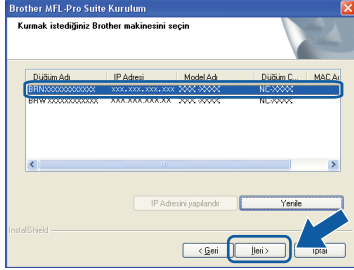 Brother MFL-Pro Suite Kurulum
Kurmak istediğiniz Brother makinesini seçin
Düğüm Adı IP Adresi Model Adı Düğüm C... MAC Ad
BRNXXXXXXXXXXXX XXX.XXX.XXX.XXX XXX-XXXX NC-XXXX
BRWXXXXXXXXXXXX XXX.XXX.XXX.XX XXX-XXXX NC-XXXX
IP Adresini yapılandır Yenile
InstallShield
< Geri İleri > İptal